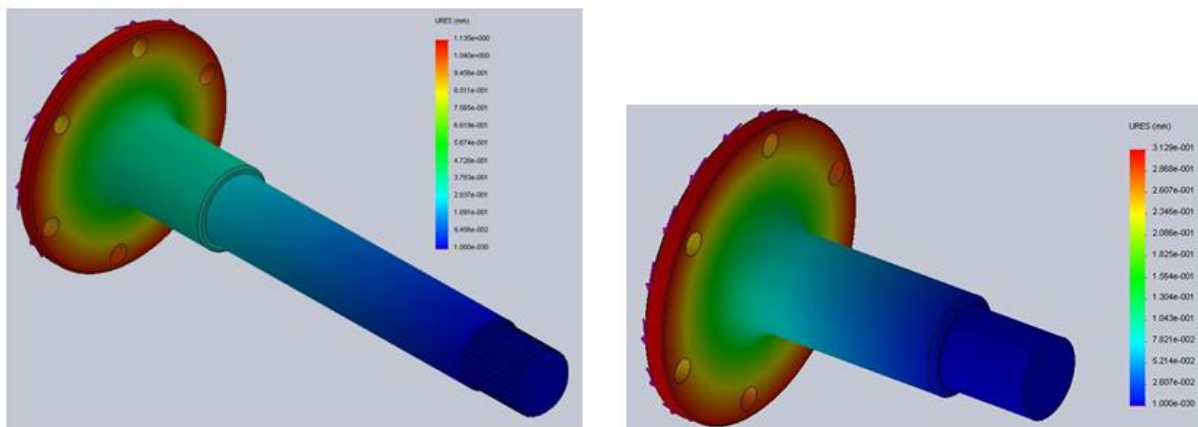 URES (mm)
1.135e+000
1.040e+000
9.456e-001
8.511e-001
7.565e-001
6.619e-001
5.674e-001
4.728e-001
3.783e-001
2.837e-001
1.891e-001
9.456e-002
1.000e-030
URES (mm)
3.129e-001
2.868e-001
2.607e-001
2.346e-001
2.086e-001
1.825e-001
1.564e-001
1.304e-001
1.043e-001
7.821e-002
5.214e-002
2.607e-002
1.000e-030